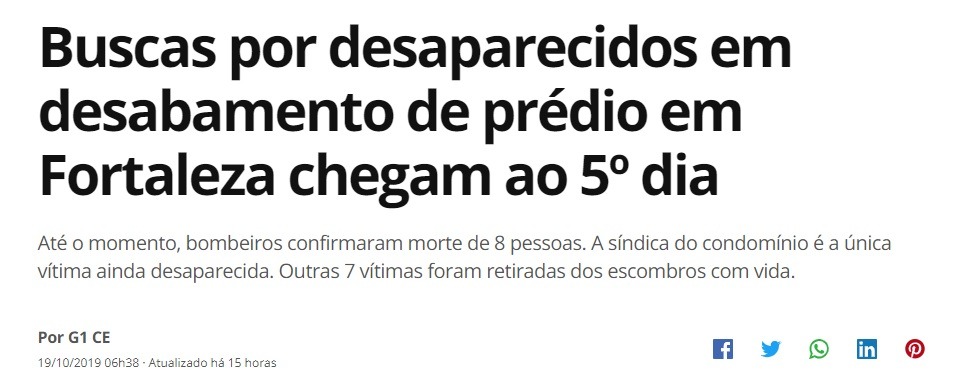 Buscas por desaparecidos em
desabamento de prédio em
Fortaleza chegam ao 5º dia
Até o momento, bombeiros confirmaram morte de 8 pessoas. A síndica do condomínio é a única
vítima ainda desaparecida. Outras 7 vítimas foram retiradas dos escombros com vida.
Por G1 CE
19/10/2019 06h38 · Atualizado há 15 horas